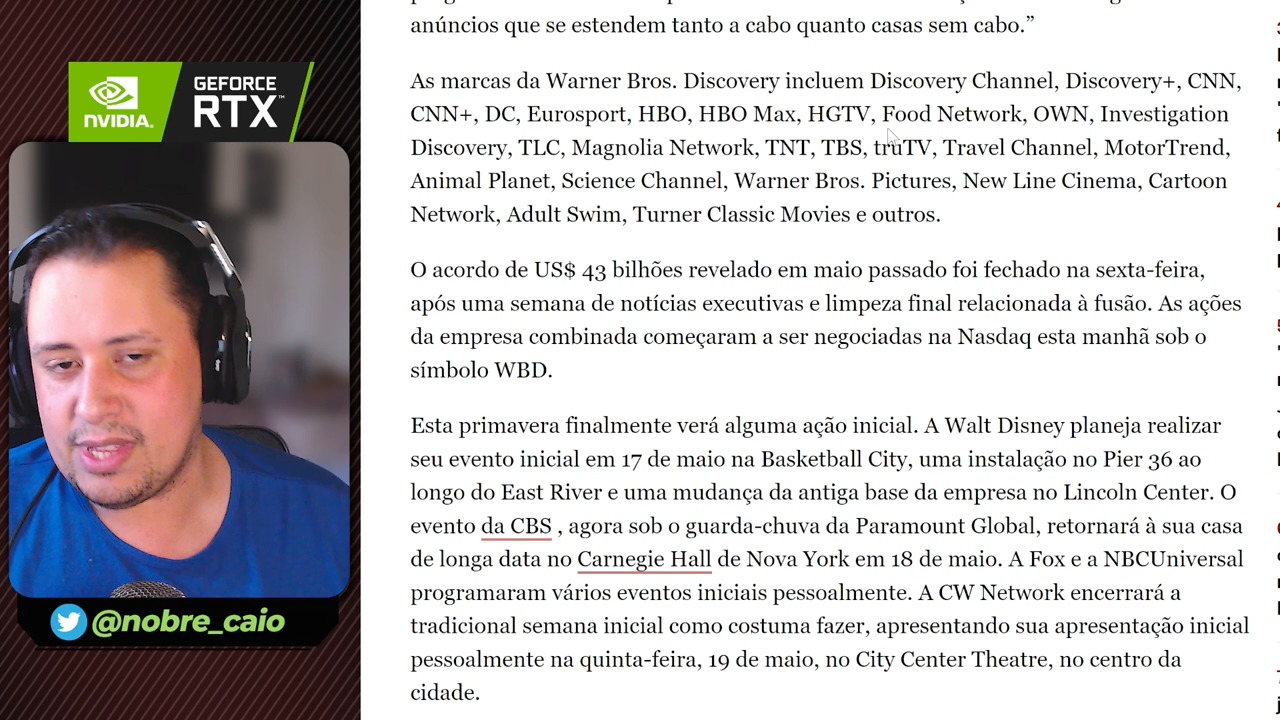 NVIDIA.
GEFORCE
RTX™
@nobre_caio
anúncios que se estendem tanto a cabo quanto casas sem cabo.”
As marcas da Warner Bros. Discovery incluem Discovery Channel, Discovery+, CNN,
CNN+, DC, Eurosport, HBO, HBO Max, HGTV, Food Network, OWN, Investigation
Discovery, TLC, Magnolia Network, TNT, TBS, truTV, Travel Channel, MotorTrend,
Animal Planet, Science Channel, Warner Bros. Pictures, New Line Cinema, Cartoon
Network, Adult Swim, Turner Classic Movies e outros.
O acordo de US$ 43 bilhões revelado em maio passado foi fechado na sexta-feira,
após uma semana de notícias executivas e limpeza final relacionada à fusão. As ações
da empresa combinada começaram a ser negociadas na Nasdaq esta manhã sob o
símbolo WBD.
Esta primavera finalmente verá alguma ação inicial. A Walt Disney planeja realizar
seu evento inicial em 17 de maio na Basketball City, uma instalação no Pier 36 ao
longo do East River e uma mudança da antiga base da empresa no Lincoln Center. O
evento da CBS , agora sob o guarda-chuva da Paramount Global, retornará à sua casa
de longa data no Carnegie Hall de Nova York em 18 de maio. A Fox e a NBCUniversal
programaram vários eventos iniciais pessoalmente. A CW Network encerrará a
tradicional semana inicial como costuma fazer, apresentando sua apresentação inicial
pessoalmente na quinta-feira, 19 de maio, no City Center Theatre, no centro da
cidade.